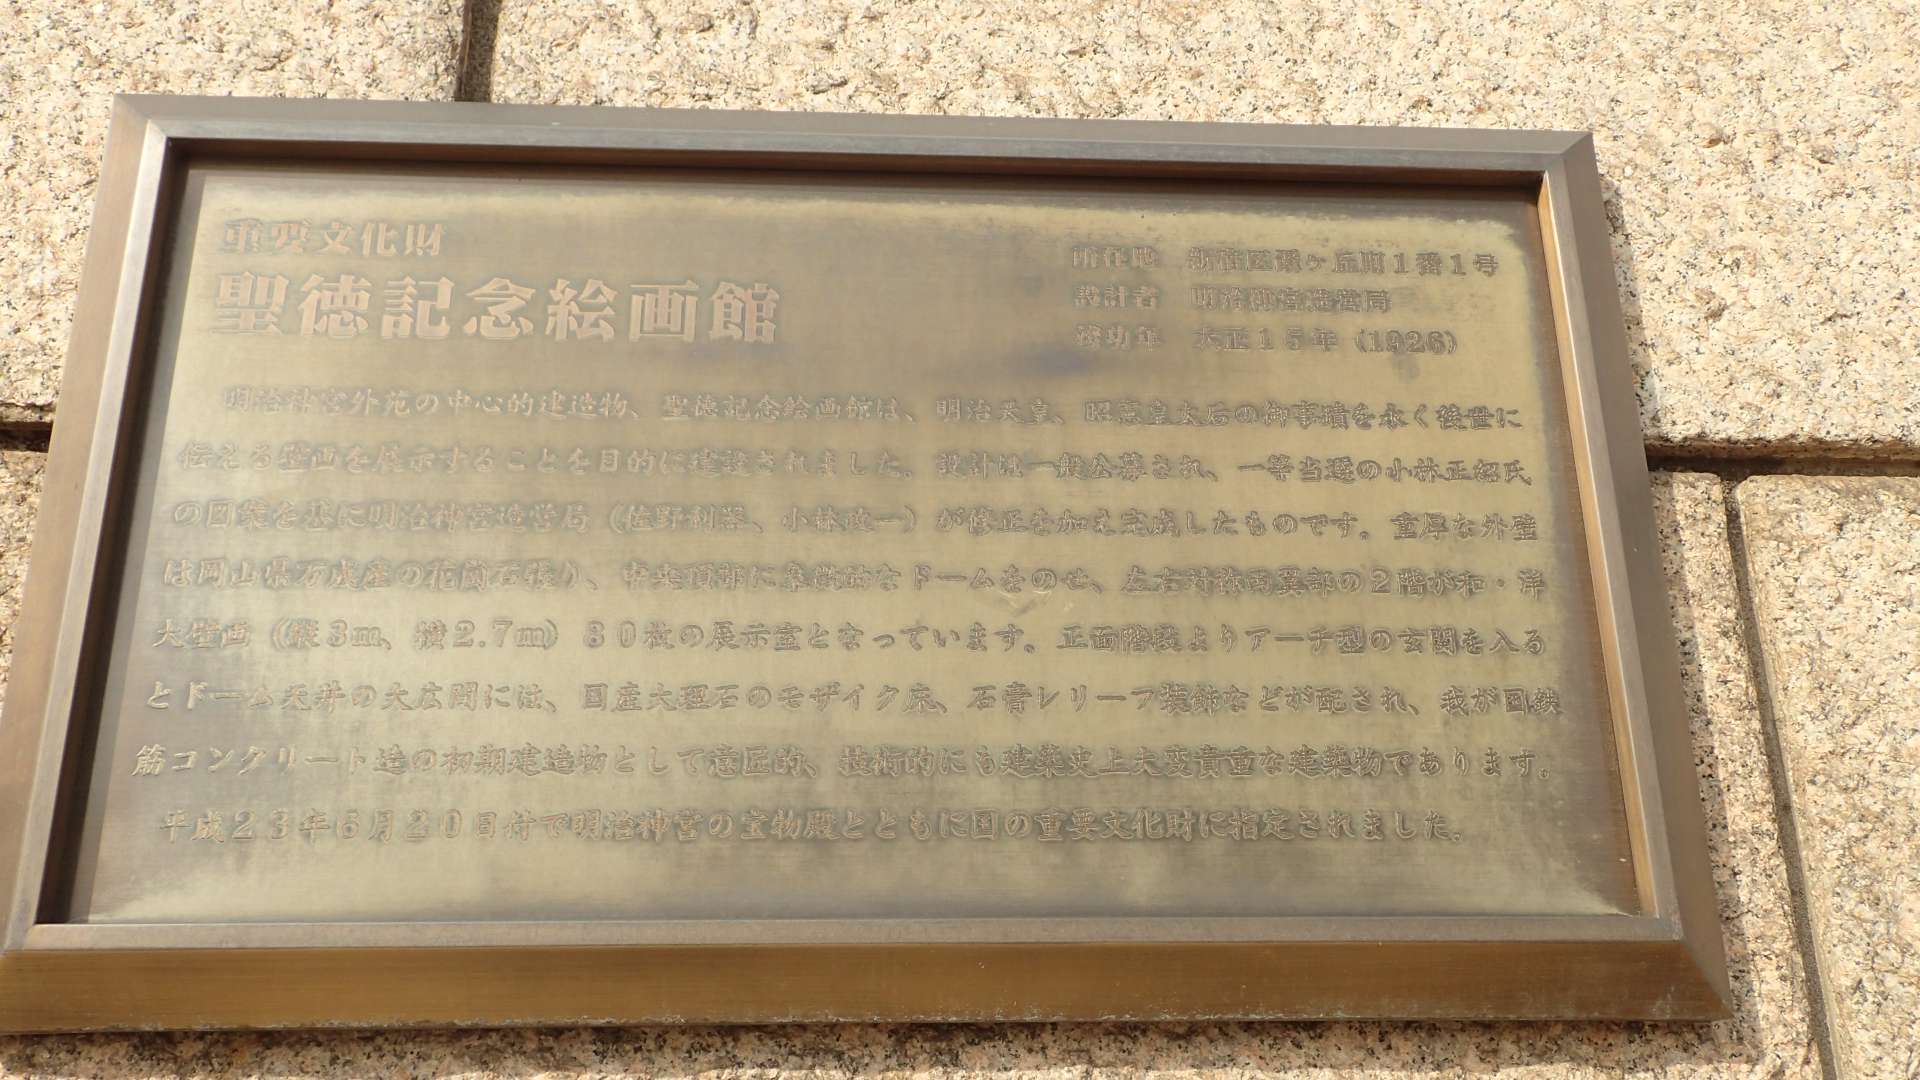 重要文化財
聖徳記念絵画館
所在地 新宿区霞ヶ丘町1番1号
設計者 明治神宮造営局
竣功年 大正15年(1926)
明治神宮外苑の中心的建造物、聖徳記念絵画館は、明治天皇、昭憲皇太后の御事蹟を永く後世に
伝える壁画を展示することを目的に建設されました。設計は一般公募され、一等当選の小林正紹氏
の図案を基に明治神宮造営局(佐野利器、小林政一)が修正を加え完成したものです。重厚な外壁
は岡山県万成産の花崗石張り、中央頂部に象徴的なドームをのせ、左右対称両翼部の2階が和・洋
大壁画(縦3m、横2.7m)80枚の展示室となっています。正面階段よりアーチ型の玄関を入る
とドーム天井の大広間には、国産大理石のモザイク床、石膏レリーフ装飾などが配され、我が国鉄
筋コンクリート造の初期建造物として意匠的、技術的にも建築史上大変貴重な建築物であります。
平成23年6月20日付で明治神宮の宝物殿とともに国の重要文化財に指定されました。